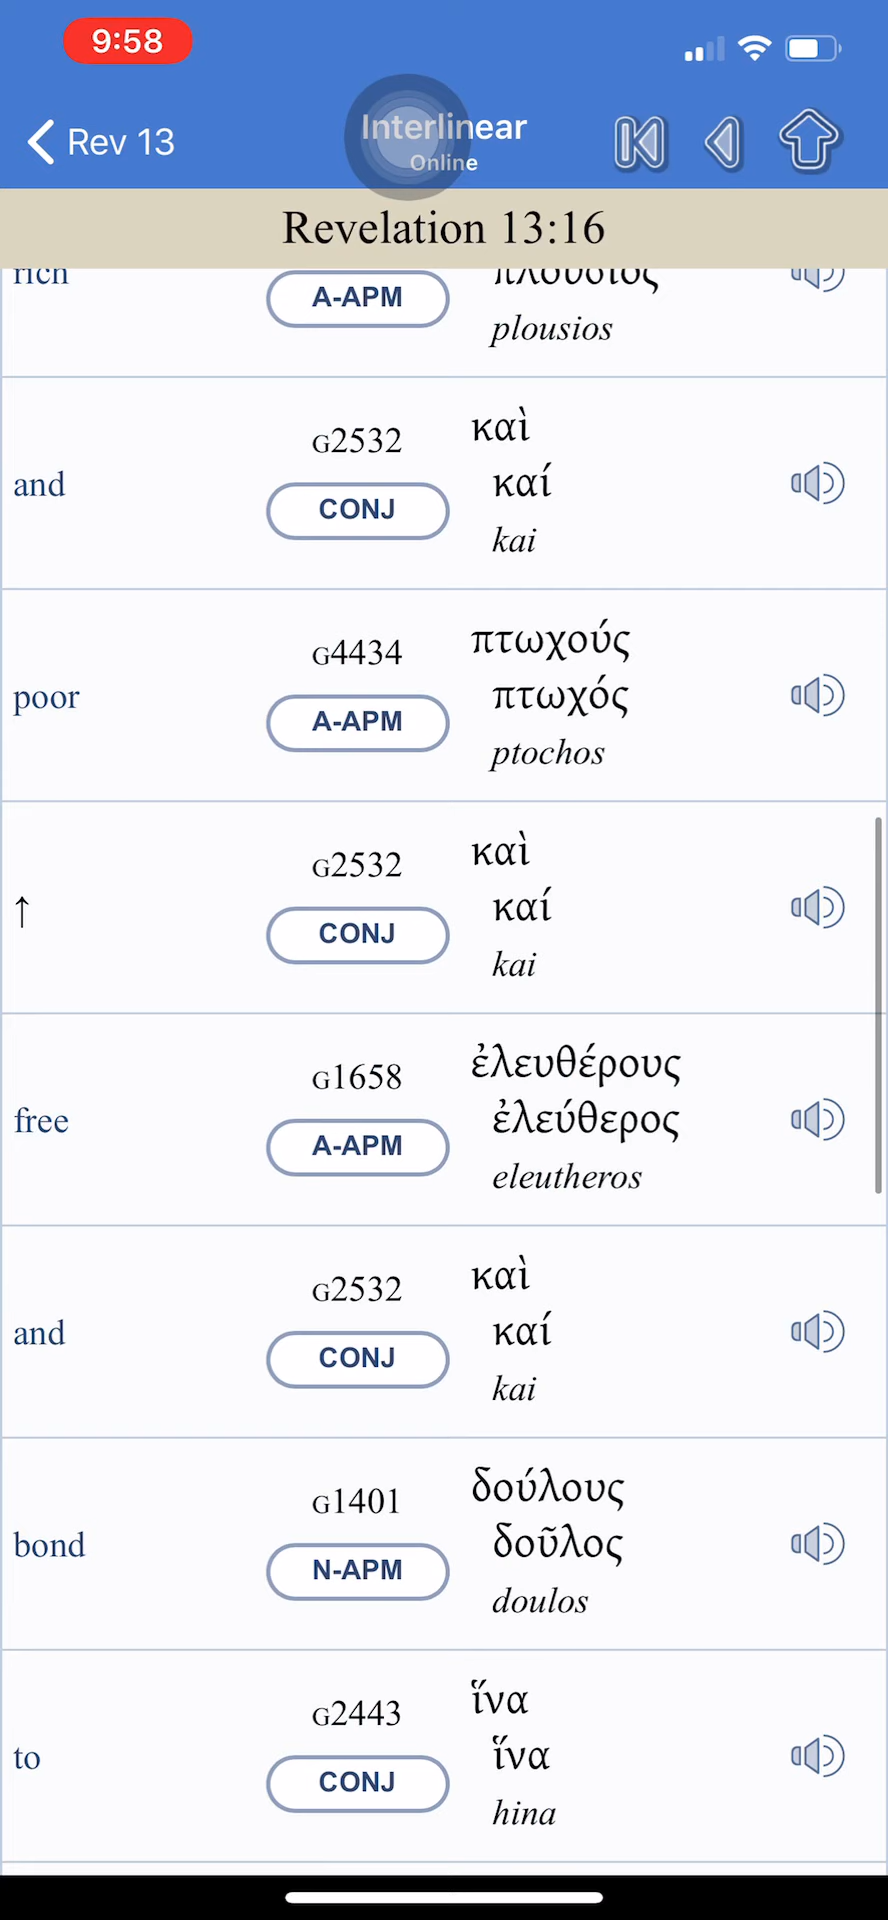 9:58
Rev 13
Interlinear
Online
Revelation 13:16
rich
A-APM
πλούσιος
plousios
and
G2532
CONJ
καὶ
καί
kai
poor
G4434
A-APM
πτωχούς
πτωχός
ptochos
↑
G2532
CONJ
καὶ
καί
kai
free
G1658
A-APM
ἐλευθέρους
ἐλεύθερος
eleutheros
and
G2532
CONJ
καὶ
καί
kai
bond
G1401
N-APM
δούλους
δοῦλος
doulos
to
G2443
CONJ
ἵνα
ἵνα
hina